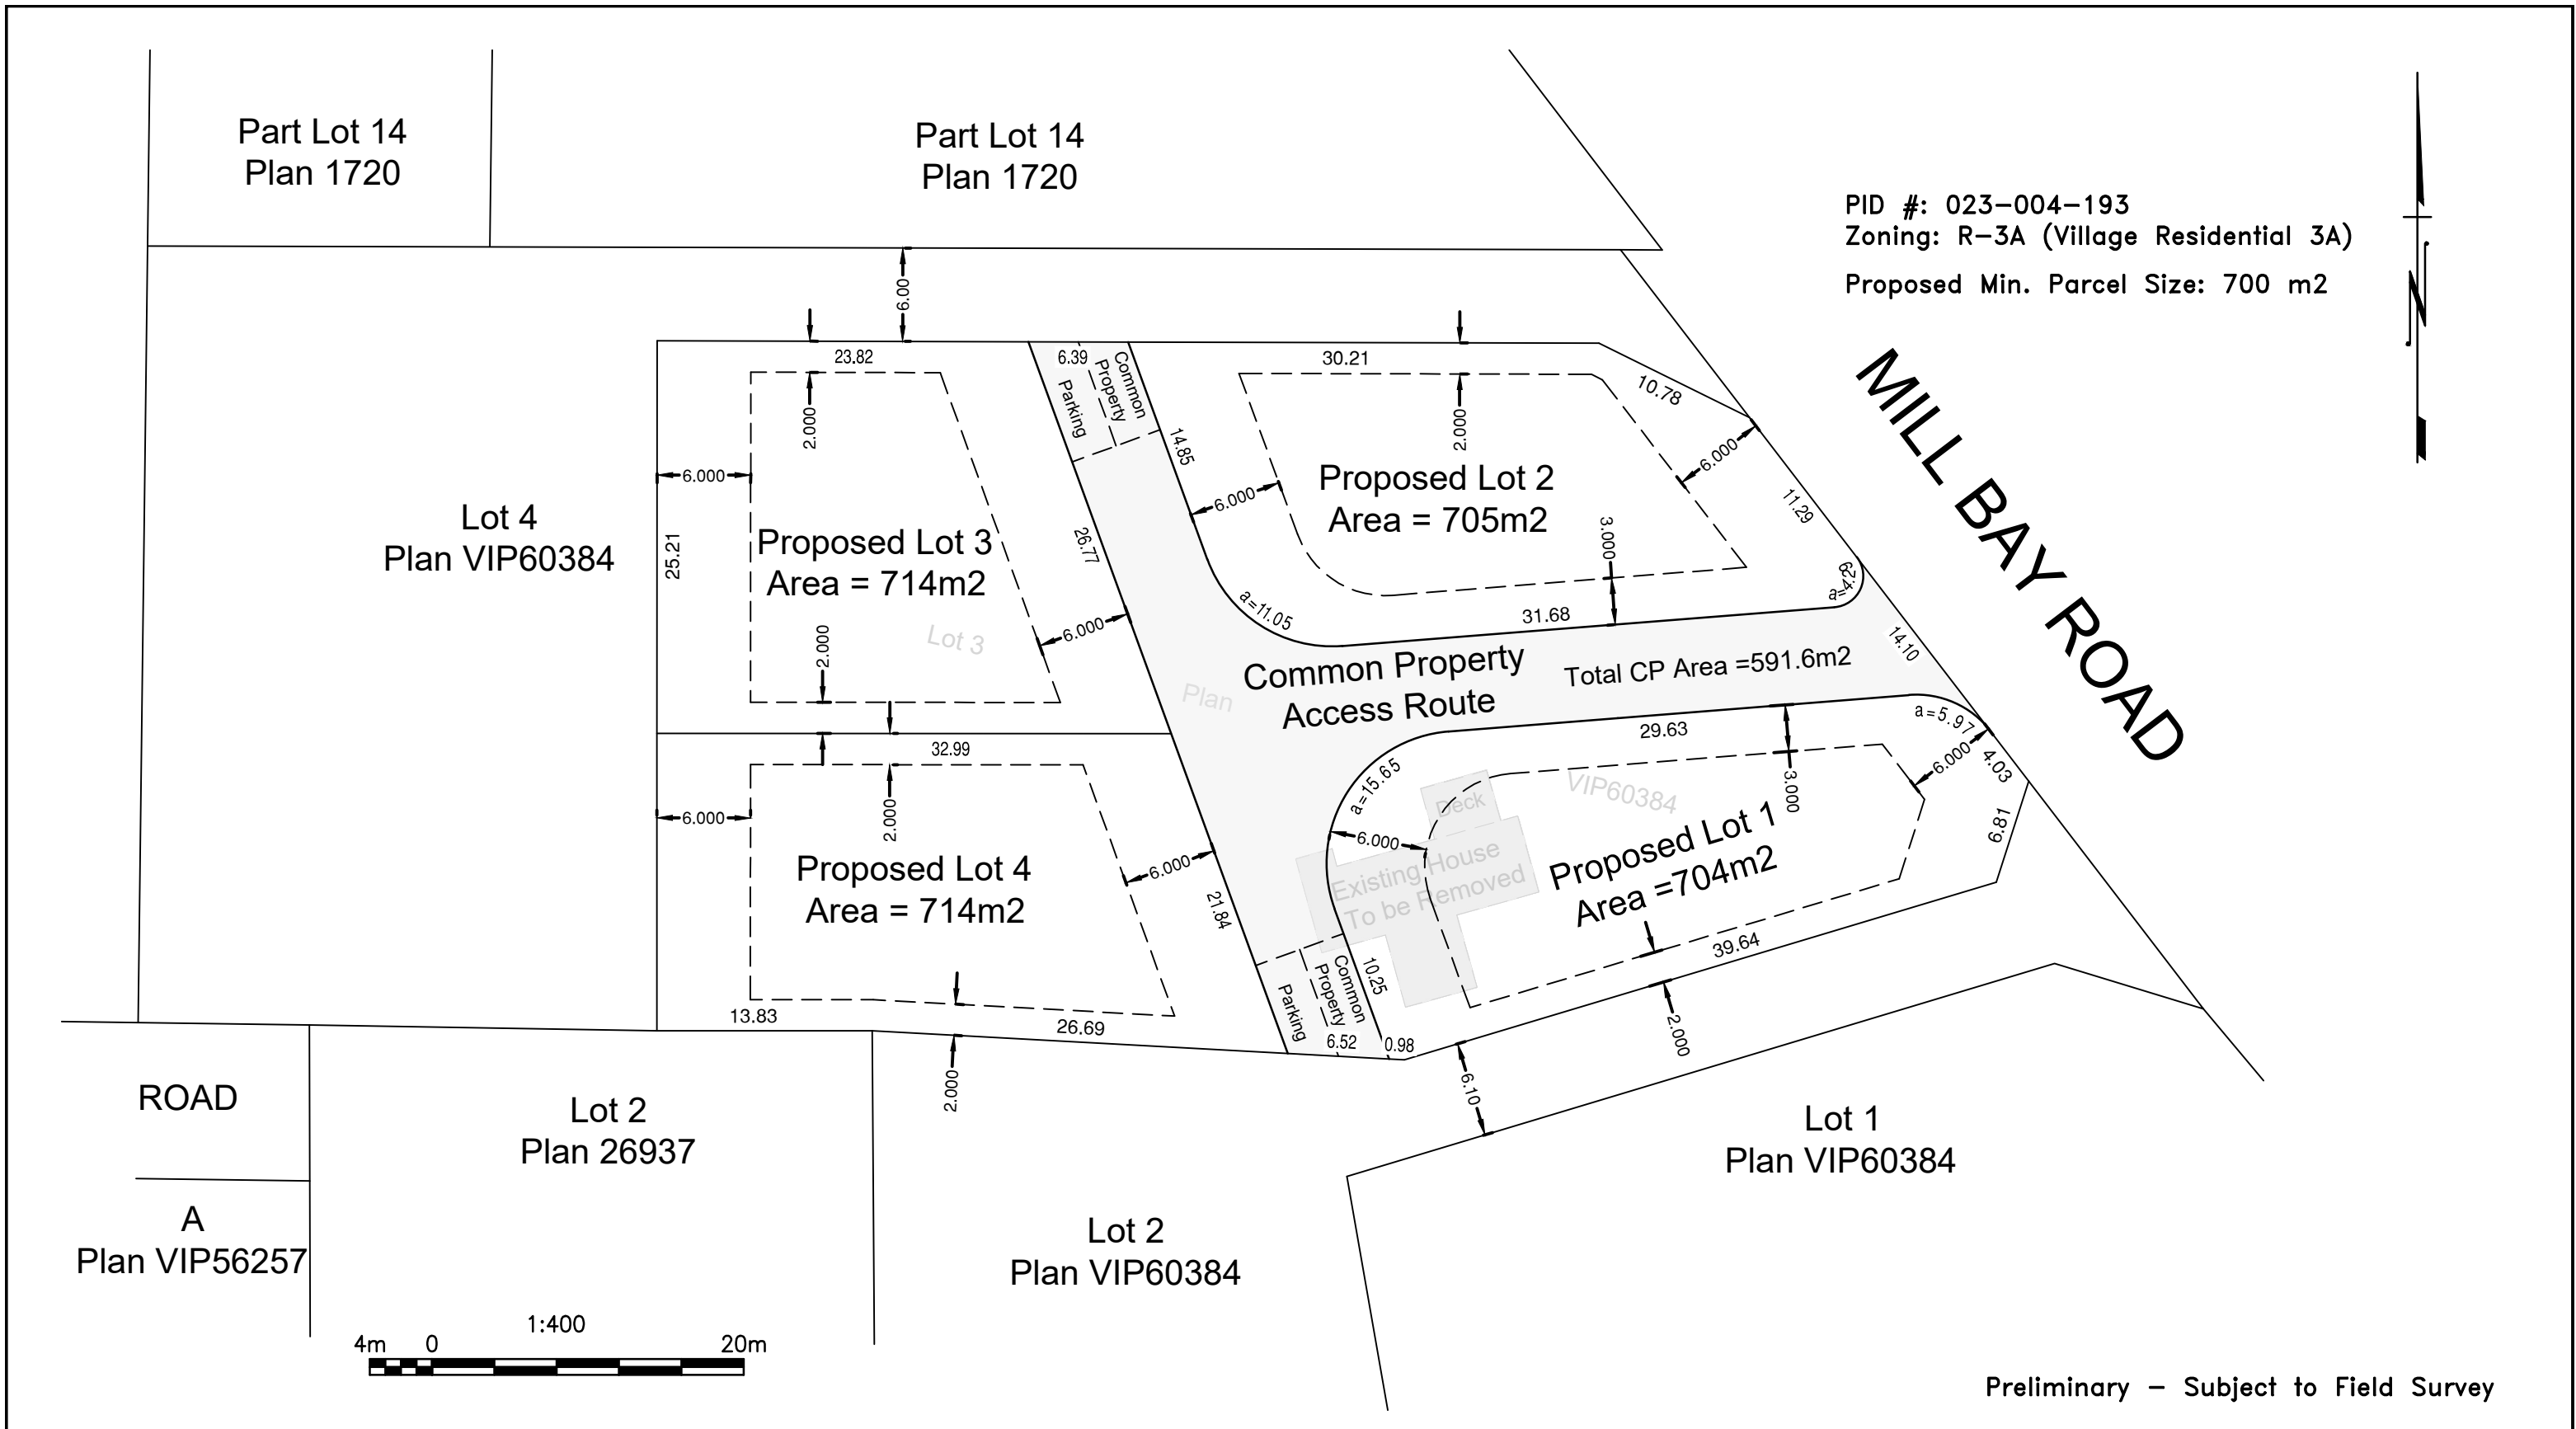 Part Lot 14
Plan 1720
Part Lot 14
Plan 1720
PID #: 023-004-193
Zoning: R-3A (Village Residential 3A)
Proposed Min. Parcel Size: 700 m2
N
MILL BAY ROAD
6.00
23.82
2.000
6.39
Parking
Common
Property
30.21
2.000
10.78
6.000
14.85
6.000
11.29
Lot 4
Plan VIP60384
6.000
25.21
Proposed Lot 3
Area = 714m2
Lot 3
2.000
26.77
6.000
Proposed Lot 2
Area = 705m2
3.000
a=11.05
31.68
a=4.79
14.10
Common Property
Access Route
Total CP Area =591.6m2
Plan
32.99
2.000
6.000
Proposed Lot 4
Area = 714m2
6.000
21.84
13.83
26.69
2.000
29.63
a=5.97
6.000
4.03
6.81
a=15.65
VIP60384
3.000
Deck
6.000
Existing House
To be Removed
Proposed Lot 1
Area =704m2
39.64
2.000
Parking
Common
Property
10.25
6.52
0.98
6.10
ROAD
Lot 2
Plan 26937
A
Plan VIP56257
Lot 2
Plan VIP60384
Lot 1
Plan VIP60384
1:400
4m
0
20m
Preliminary - Subject to Field Survey